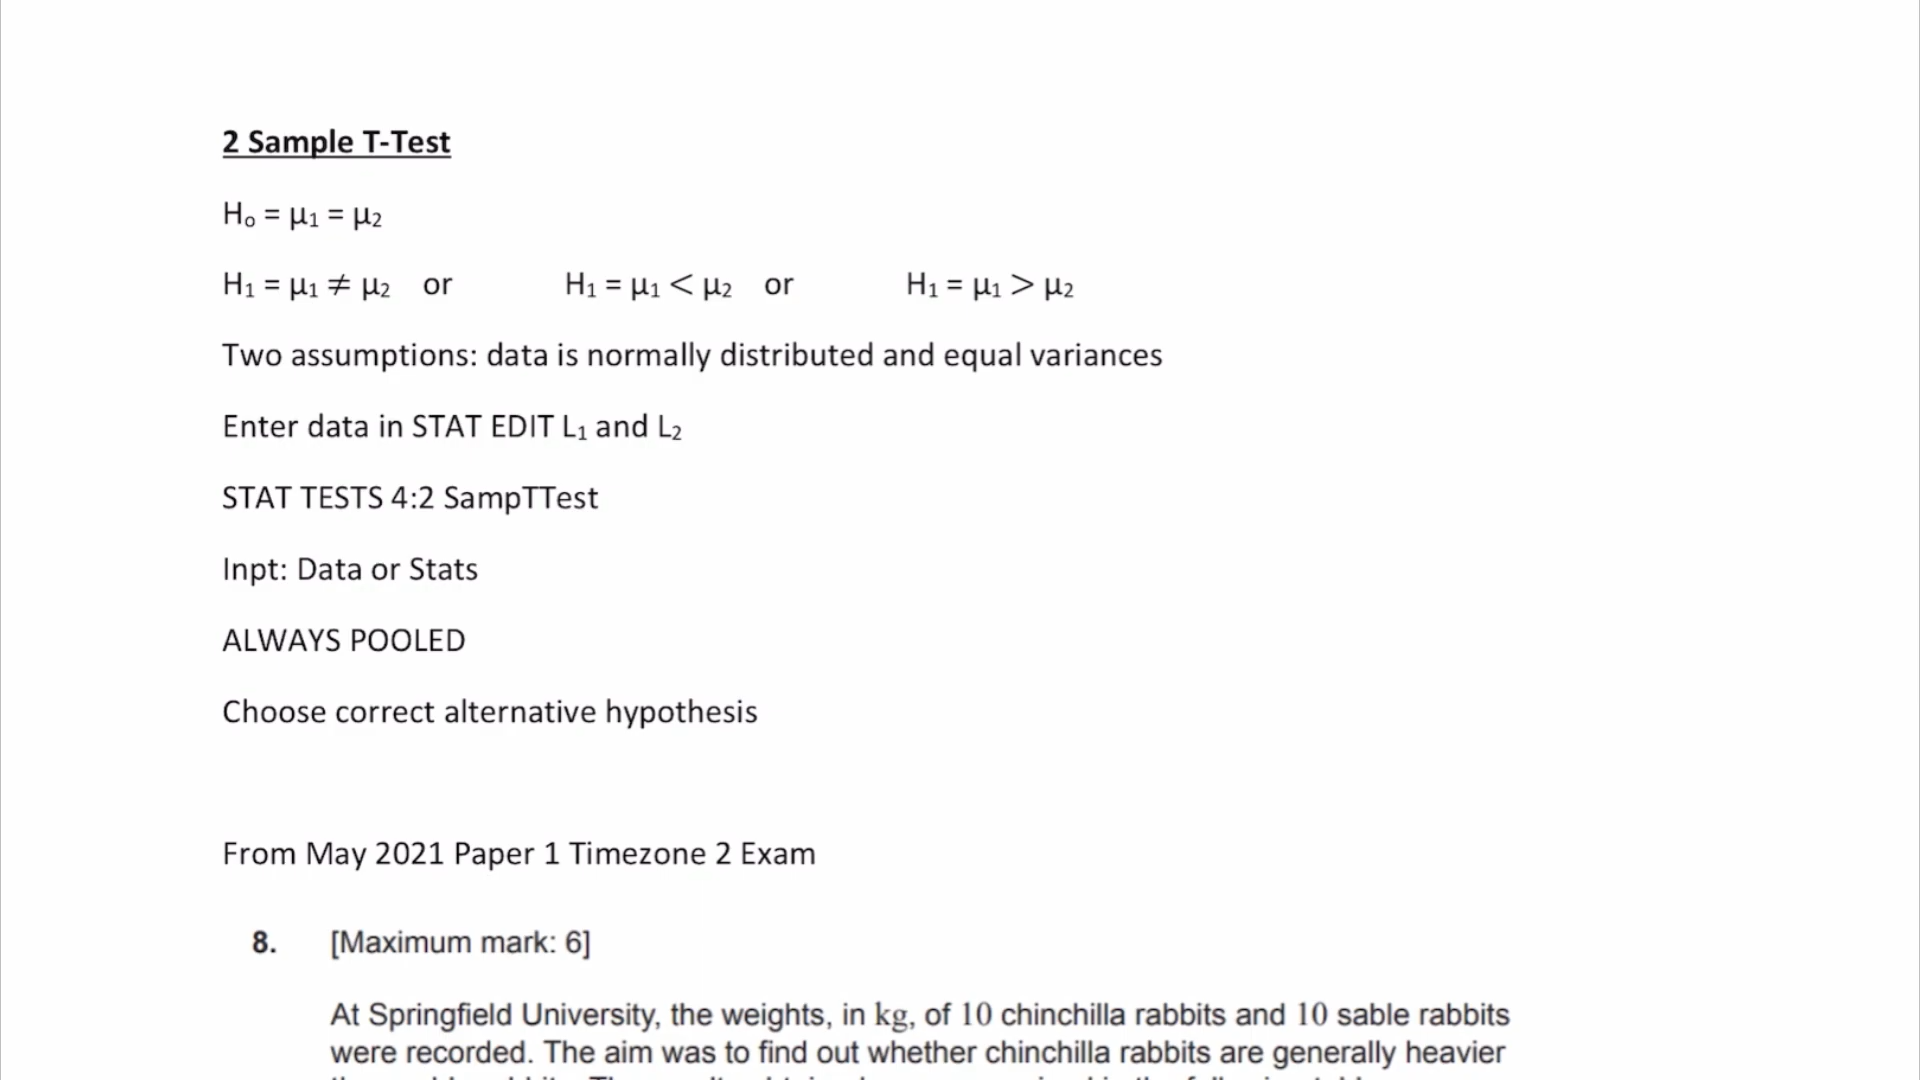 2 Sample T-Test
Hₒ = μ₁ = μ₂
H₁ = μ₁ ≠ μ₂ or H₁ = μ₁ < μ₂ or H₁ = μ₁ > μ₂
Two assumptions: data is normally distributed and equal variances
Enter data in STAT EDIT L₁ and L₂
STAT TESTS 4:2 SampTTest
Inpt: Data or Stats
ALWAYS POOLED
Choose correct alternative hypothesis
From May 2021 Paper 1 Timezone 2 Exam
8. [Maximum mark: 6]
At Springfield University, the weights, in kg, of 10 chinchilla rabbits and 10 sable rabbits
were recorded. The aim was to find out whether chinchilla rabbits are generally heavier